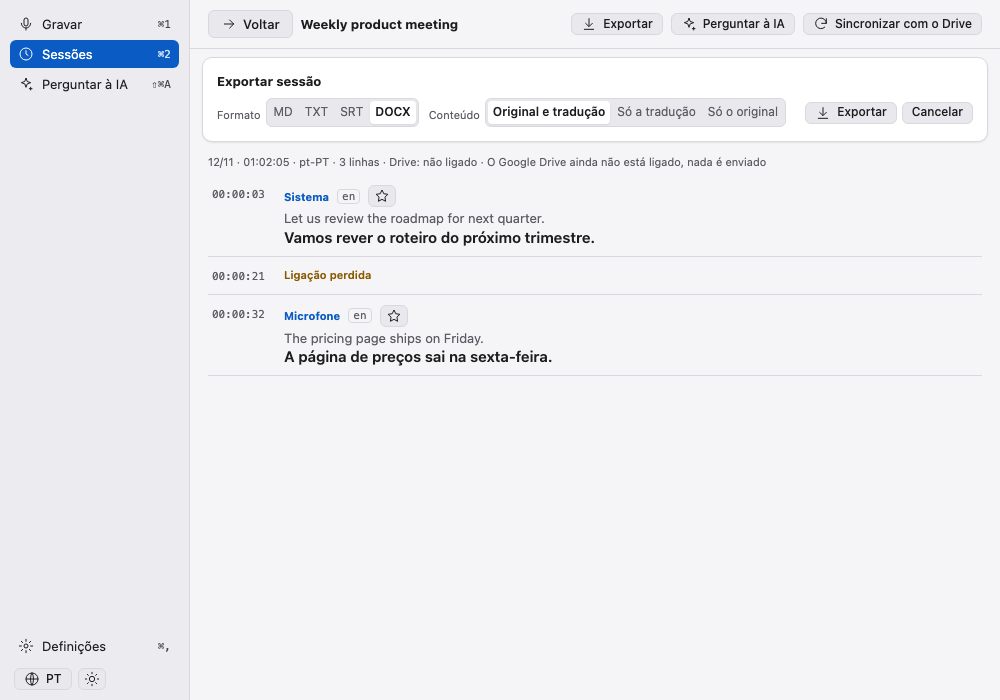 Gravar ⌘1
Sessões ⌘2
Perguntar à IA ⇧⌘A
Definições ⌘,
PT
Voltar Weekly product meeting Exportar Perguntar à IA Sincronizar com o Drive
Exportar sessão
Formato MD TXT SRT DOCX Conteúdo Original e tradução Só a tradução Só o original Exportar Cancelar
12/11 · 01:02:05 · pt-PT · 3 linhas · Drive: não ligado · O Google Drive ainda não está ligado, nada é enviado
00:00:03 Sistema en
Let us review the roadmap for next quarter.
Vamos rever o roteiro do próximo trimestre.
00:00:21 Ligação perdida
00:00:32 Microfone en
The pricing page ships on Friday.
A página de preços sai na sexta-feira.